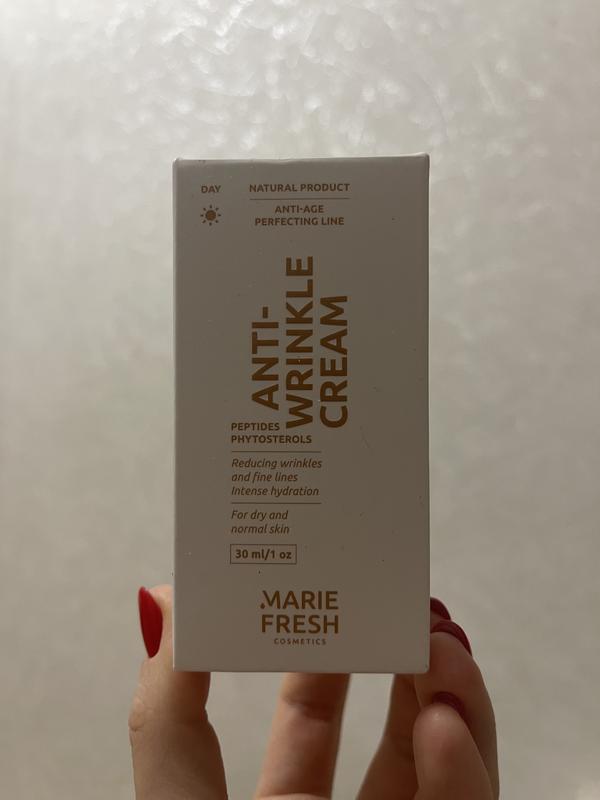 DAY
NATURAL PRODUCT
ANTI-AGE
PERFECTING LINE
ANTI-
WRINKLE
CREAM
PEPTIDES
PHYTOSTEROLS
Reducing wrinkles
and fine lines
Intense hydration
For dry and
normal skin
30 ml/1 oz
MARIE
FRESH
COSMETICS